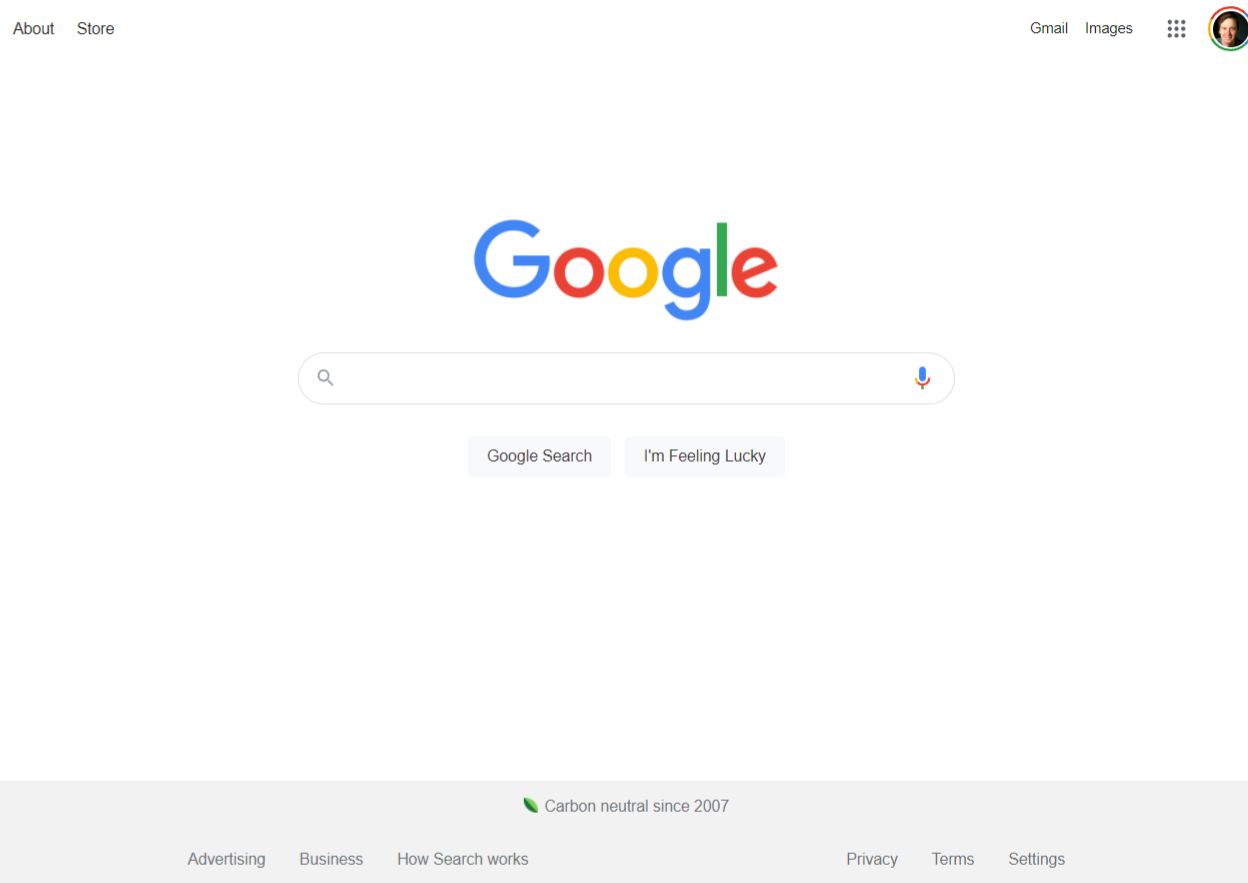 About Store Gmail Images
Google
Google Search I'm Feeling Lucky
Carbon neutral since 2007
Advertising Business How Search works Privacy Terms Settings